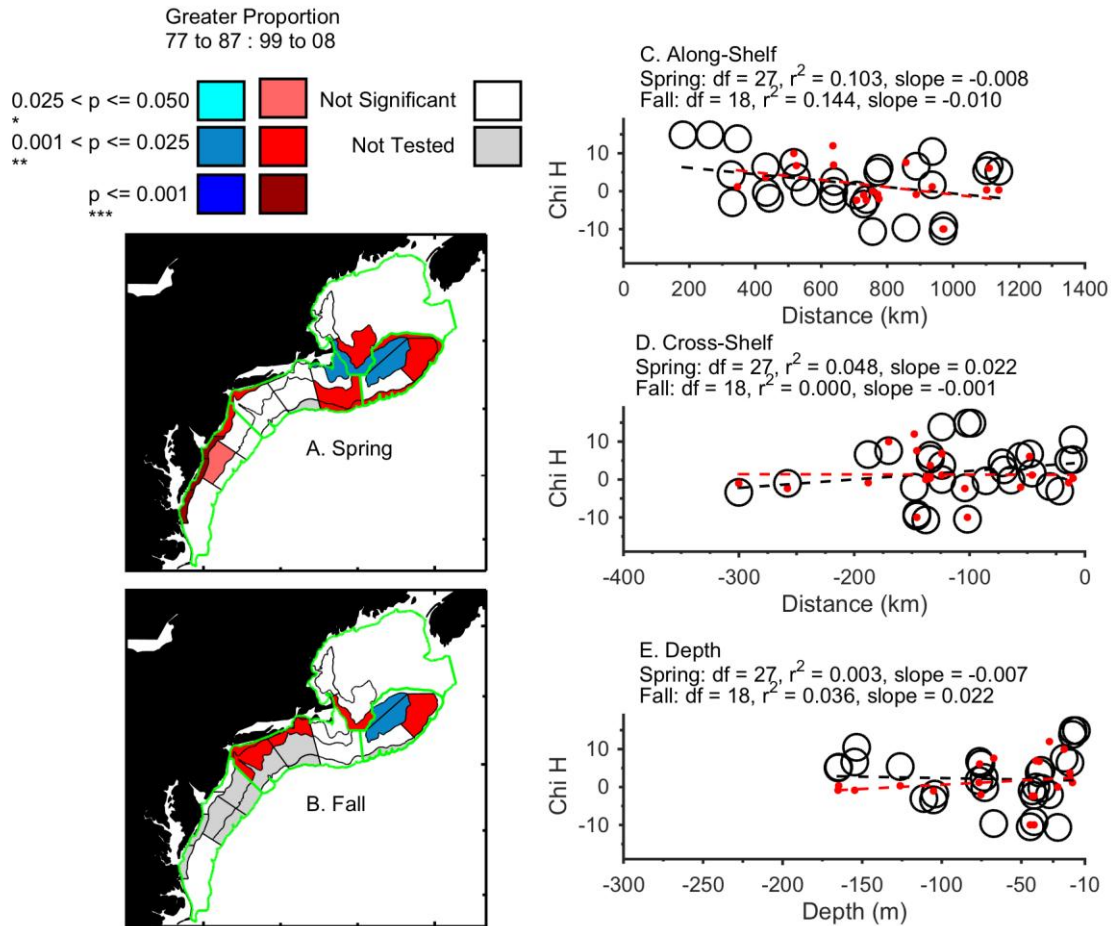 Greater Proportion
77 to 87 : 99 to 08
0.025 < p <= 0.050
*
Not Significant
0.001 < p <= 0.025
**
Not Tested
p <= 0.001
***
A. Spring
B. Fall
C. Along-Shelf
Spring: df = 27, r² = 0.103, slope = -0.008
Fall: df = 18, r² = 0.144, slope = -0.010
Chi H
10
0
-10
0 200 400 600 800 1000 1200 1400
Distance (km)
D. Cross-Shelf
Spring: df = 27, r² = 0.048, slope = 0.022
Fall: df = 18, r² = 0.000, slope = -0.001
Chi H
10
0
-10
-400 -300 -200 -100 0
Distance (km)
E. Depth
Spring: df = 27, r² = 0.003, slope = -0.007
Fall: df = 18, r² = 0.036, slope = 0.022
Chi H
10
0
-10
-300 -250 -200 -150 -100 -50 -10
Depth (m)